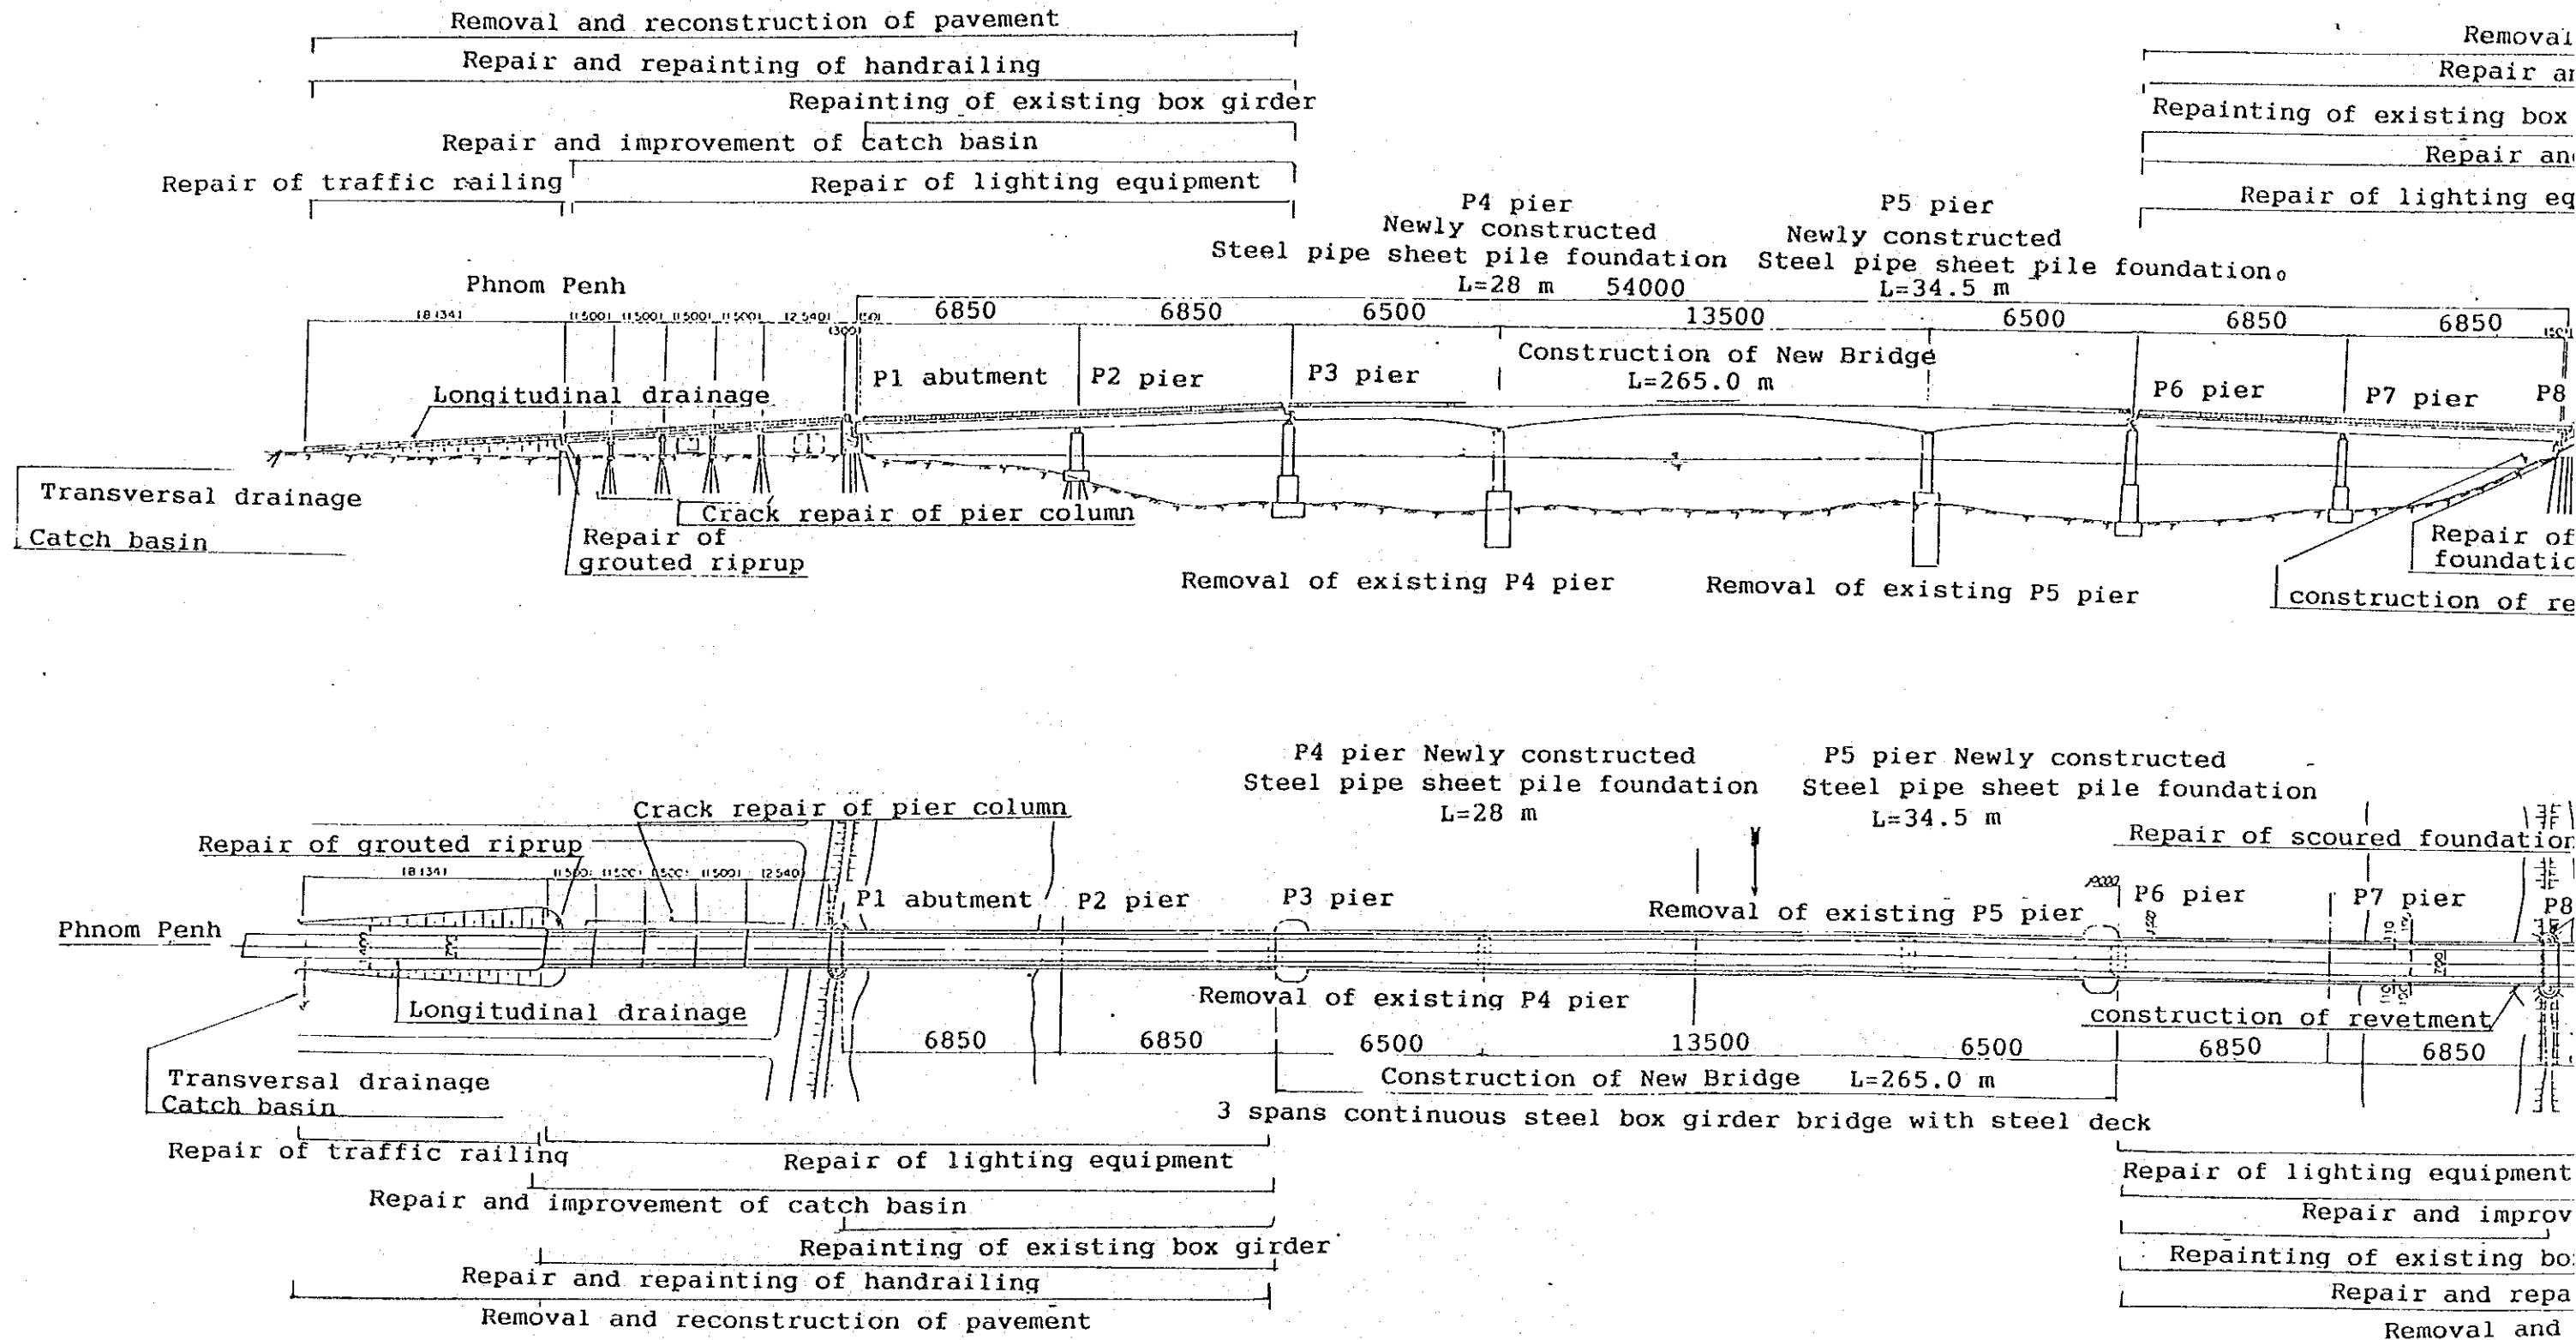 Removal and reconstruction of pavement
Repair and repainting of handrailing
Repainting of existing box girder
Repair and improvement of catch basin
Repair of traffic railing
Repair of lighting equipment
Removal
Repair
Repainting of existing box
Repair
Repair of lighting
P4 pier
Newly constructed
Steel pipe sheet pile foundation
L=28 m
P5 pier
Newly constructed
Steel pipe sheet pile foundation
L=34.5 m
Phnom Penh
54000
6850 6850 6500 13500 6500 6850 6850
Construction of New Bridge
L=265.0 m
P1 abutment
P2 pier
P3 pier
P6 pier
P7 pier
P8
Longitudinal drainage
Transversal drainage
Catch basin
Crack repair of pier column
Repair of
grouted riprup
Removal of existing P4 pier
Removal of existing P5 pier
Repair of
construction of
P4 pier Newly constructed
Steel pipe sheet pile foundation
L=28 m
P5 pier Newly constructed
Steel pipe sheet pile foundation
L=34.5 m
Crack repair of pier column
Repair of grouted riprup
Repair of scoured foundation
Phnom Penh
P1 abutment
P2 pier
P3 pier
Removal of existing P5 pier
P6 pier
P7 pier
P8
Longitudinal drainage
Removal of existing P4 pier
construction of revetment
6850 6850 6500 13500 6500 6850 6850
Transversal drainage
Catch basin
Construction of New Bridge L=265.0 m
3 spans continuous steel box girder bridge with steel deck
Repair of traffic railing
Repair of lighting equipment
Repair and improvement of catch basin
Repainting of existing box girder
Repair and repainting of handrailing
Removal and reconstruction of pavement
Repair of lighting equipment
Repair and
Repainting of existing
Repair and
Removal and